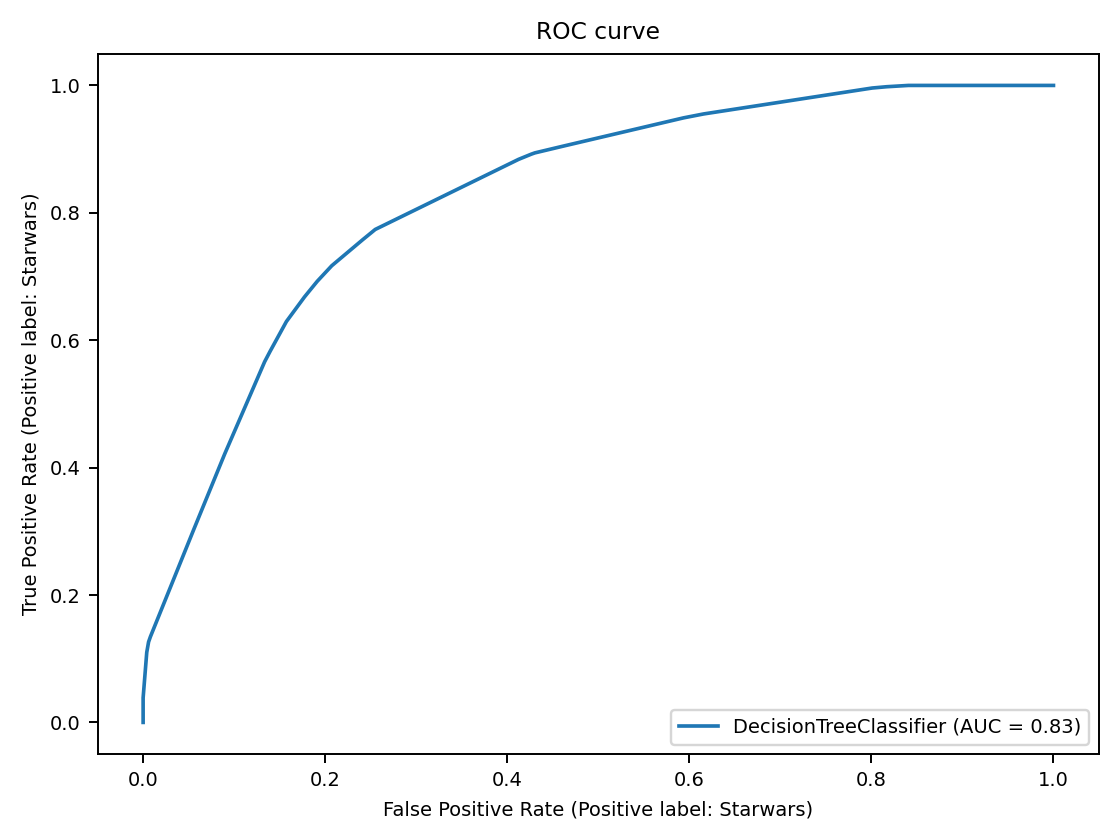 ROC curve
True Positive Rate (Positive label: Starwars)
1.0
0.8
0.6
0.4
0.2
0.0
DecisionTreeClassifier (AUC = 0.83)
0.0 0.2 0.4 0.6 0.8 1.0
False Positive Rate (Positive label: Starwars)